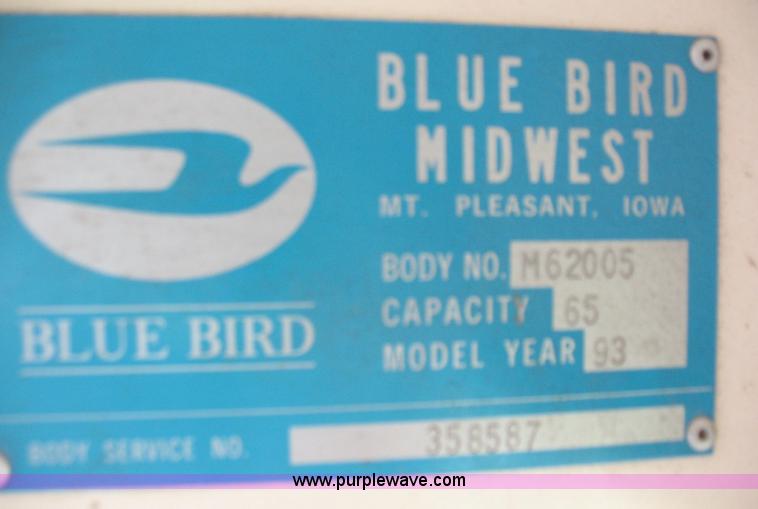 BLUE BIRD
MIDWEST
MT. PLEASANT, IOWA
BODY NO. M62005
CAPACITY 65
MODEL YEAR 93
BLUE BIRD
BODY SERVICE NO. 358587
www.purplewave.com